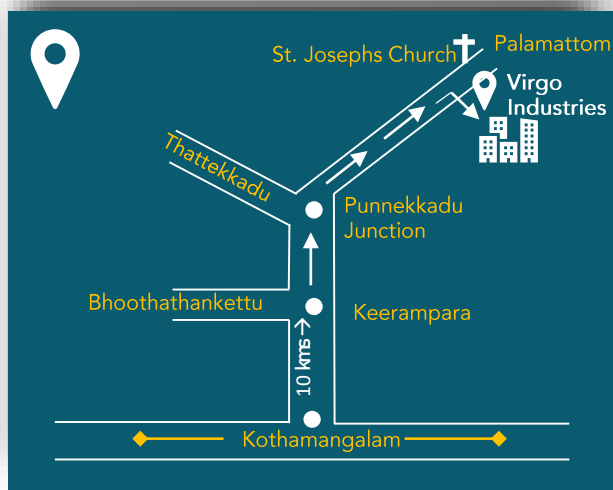 St. Josephs Church
Palamattom
Virgo
Industries
Thattekkadu
Punnekkadu
Junction
Bhoothathankettu
Keerampara
10 kms
Kothamangalam